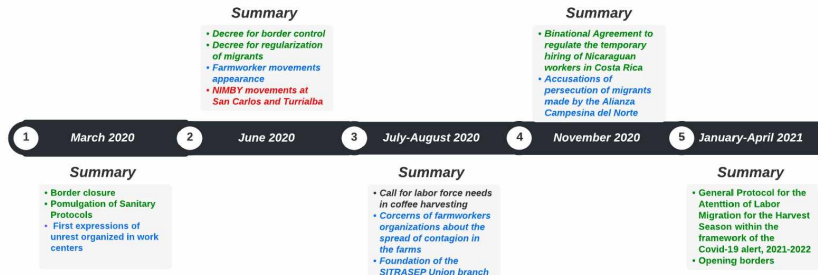 Summary
• Decree for border control
• Decree for regularization
of migrants
• Farmworker movements
appearance
• NIMBY movements at
San Carlos and Turrialba
Summary
• Binational Agreement to
regulate the temporary
hiring of Nicaraguan
workers in Costa Rica
• Accusations of
persecution of migrants
made by the Alianza
Campesina del Norte
1 March 2020
2 June 2020
3 July-August 2020
4 November 2020
5 January-April 2021
Summary
• Border closure
• Pomulgation of Sanitary
Protocols
• First expressions of
unrest organized in work
centers
Summary
• Call for labor force needs
in coffee harvesting
• Corcerns of farmworkers
organizations about the
spread of contagion in
the farms
• Foundation of the
SITRASEP Union branch
Summary
• General Protocol for the
Atenttion of Labor
Migration for the Harvest
Season within the
framework of the
Covid-19 alert, 2021-2022
• Opening borders